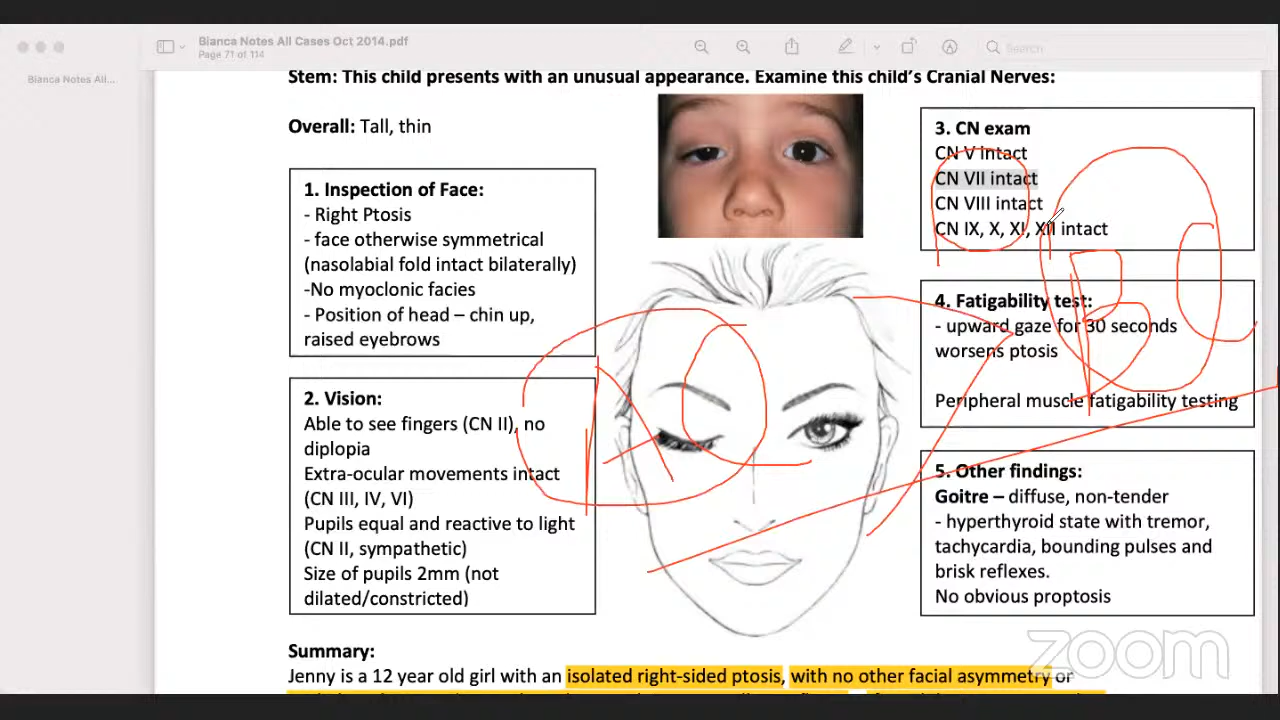 Bianca Notes All Cases Oct 2014.pdf
Page 71 of 114
Search
Bianca Notes All...
Stem: This child presents with an unusual appearance. Examine this child's Cranial Nerves:
Overall: Tall, thin
1. Inspection of Face:
- Right Ptosis
- face otherwise symmetrical
(nasolabial fold intact bilaterally)
-No myoclonic facies
- Position of head – chin up,
raised eyebrows
2. Vision:
Able to see fingers (CN II), no
diplopia
Extra-ocular movements intact
(CN III, IV, VI)
Pupils equal and reactive to light
(CN II, sympathetic)
Size of pupils 2mm (not
dilated/constricted)
3. CN exam
CN V intact
CN VII intact
CN VIII intact
CN IX, X, XI, XII intact
4. Fatigability test:
- upward gaze for 30 seconds
worsens ptosis
Peripheral muscle fatigability testing
5. Other findings:
Goitre – diffuse, non-tender
- hyperthyroid state with tremor,
tachycardia, bounding pulses and
brisk reflexes.
No obvious proptosis
A
B
C
Summary:
Jenny is a 12 year old girl with an isolated right-sided ptosis, with no other facial asymmetry or
zoom